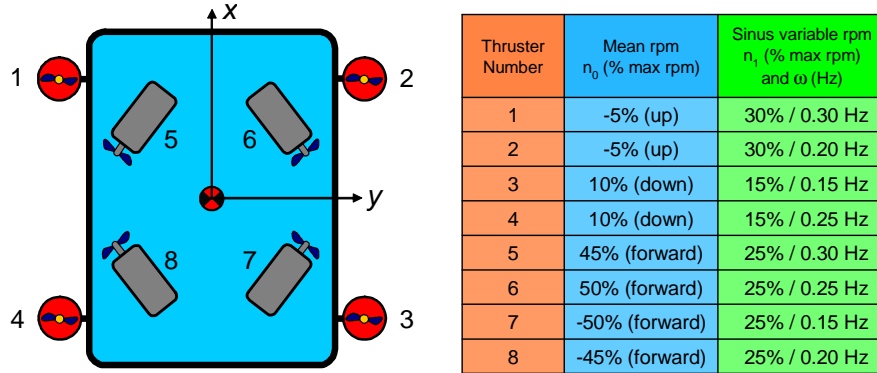 x
1
2
5
6
y
8
7
4
3
Thruster
Number
Mean rpm
n₀ (% max rpm)
Sinus variable rpm
n₁ (% max rpm)
and ω (Hz)
1 -5% (up) 30% / 0.30 Hz
2 -5% (up) 30% / 0.20 Hz
3 10% (down) 15% / 0.15 Hz
4 10% (down) 15% / 0.25 Hz
5 45% (forward) 25% / 0.30 Hz
6 50% (forward) 25% / 0.25 Hz
7 -50% (forward) 25% / 0.15 Hz
8 -45% (forward) 25% / 0.20 Hz